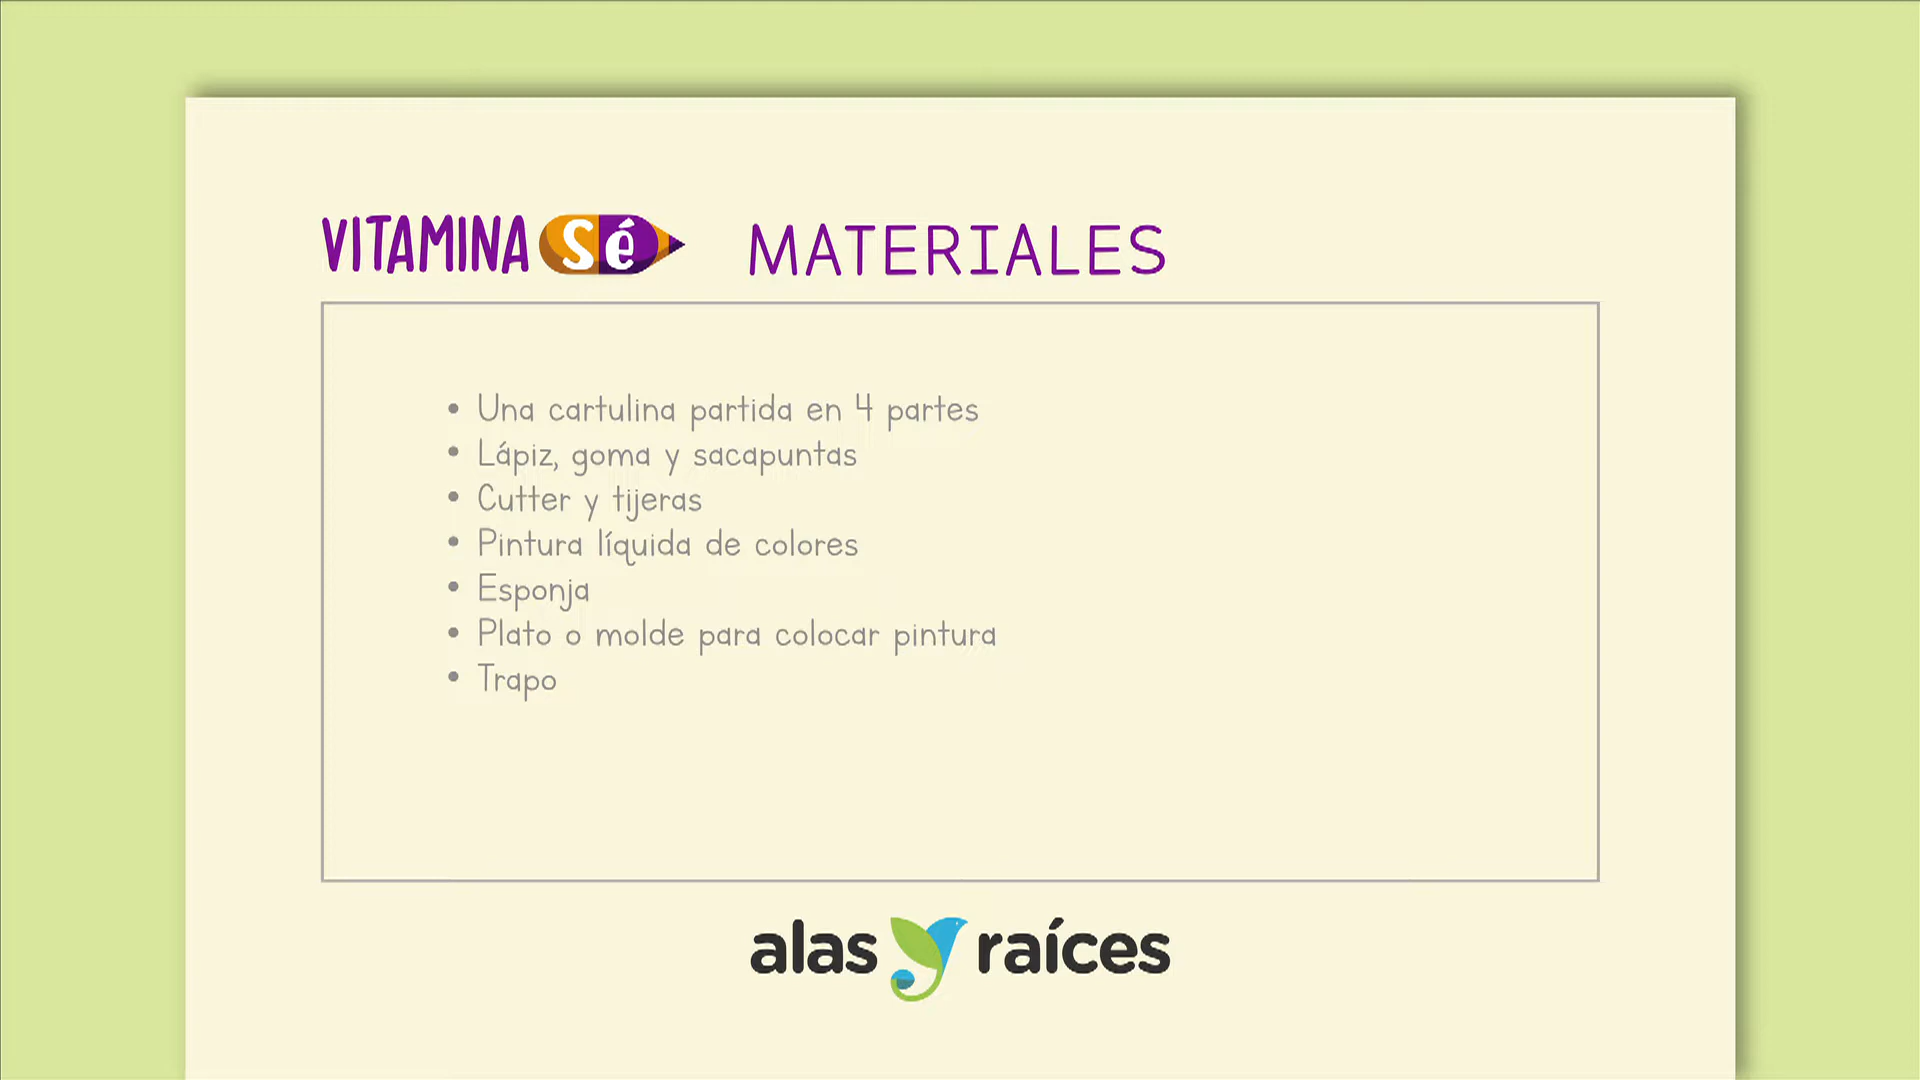 VITAMINA Sé MATERIALES
• Una cartulina partida en 4 partes
• Lápiz, goma y sacapuntas
• Cutter y tijeras
• Pintura líquida de colores
• Esponja
• Plato o molde para colocar pintura
• Trapo
alas y raíces